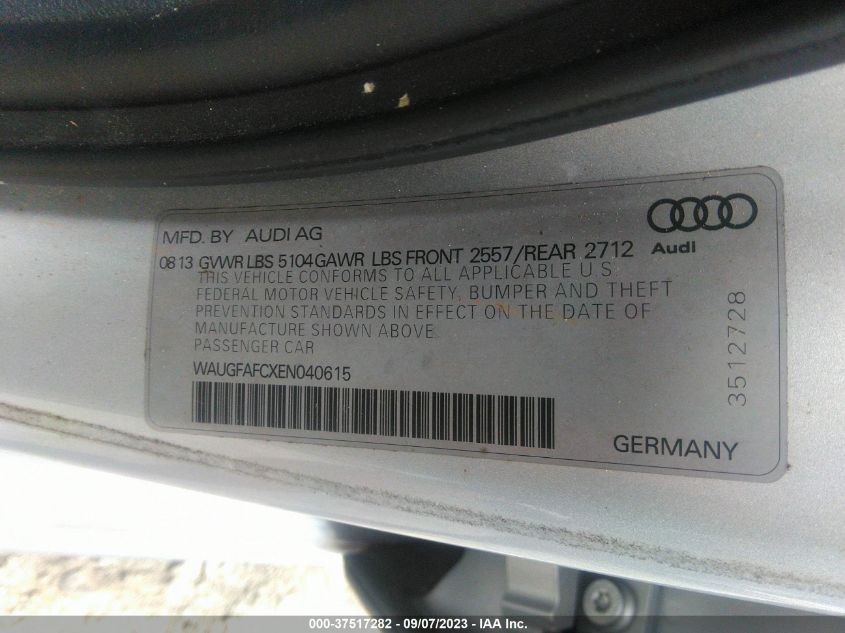 MFD. BY AUDI AG
08 13 GVWR LBS 5104 GAWR LBS FRONT 2557/REAR 2712
Audi
THIS VEHICLE CONFORMS TO ALL APPLICABLE U.S.
FEDERAL MOTOR VEHICLE SAFETY, BUMPER AND THEFT
PREVENTION STANDARDS IN EFFECT ON THE DATE OF
MANUFACTURE SHOWN ABOVE.
PASSENGER CAR
WAUGFAFCXEN040615
3512728
GERMANY
000-37517282 - 09/07/2023 - IAA Inc.